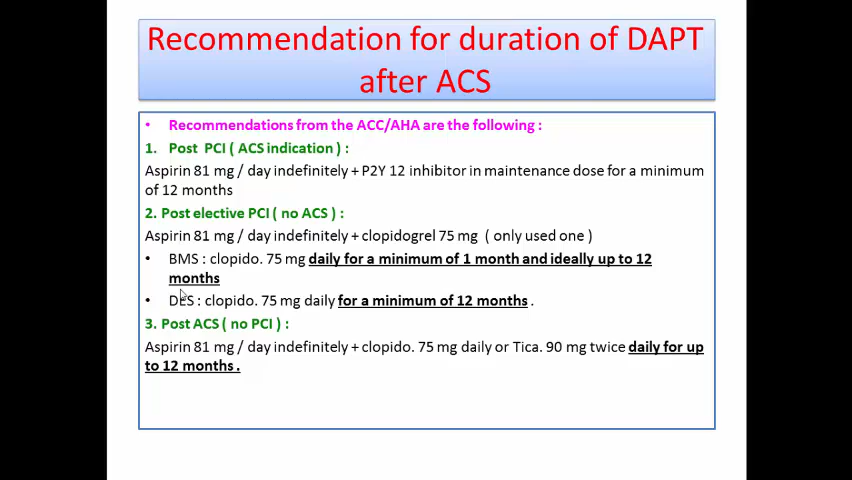 Recommendation for duration of DAPT
after ACS
• Recommendations from the ACC/AHA are the following :
1. Post PCI ( ACS indication ) :
Aspirin 81 mg / day indefinitely + P2Y 12 inhibitor in maintenance dose for a minimum
of 12 months
2. Post elective PCI ( no ACS ) :
Aspirin 81 mg / day indefinitely + clopidogrel 75 mg ( only used one )
• BMS : clopido. 75 mg daily for a minimum of 1 month and ideally up to 12
months
• DES : clopido. 75 mg daily for a minimum of 12 months .
3. Post ACS ( no PCI ) :
Aspirin 81 mg / day indefinitely + clopido. 75 mg daily or Tica. 90 mg twice daily for up
to 12 months .